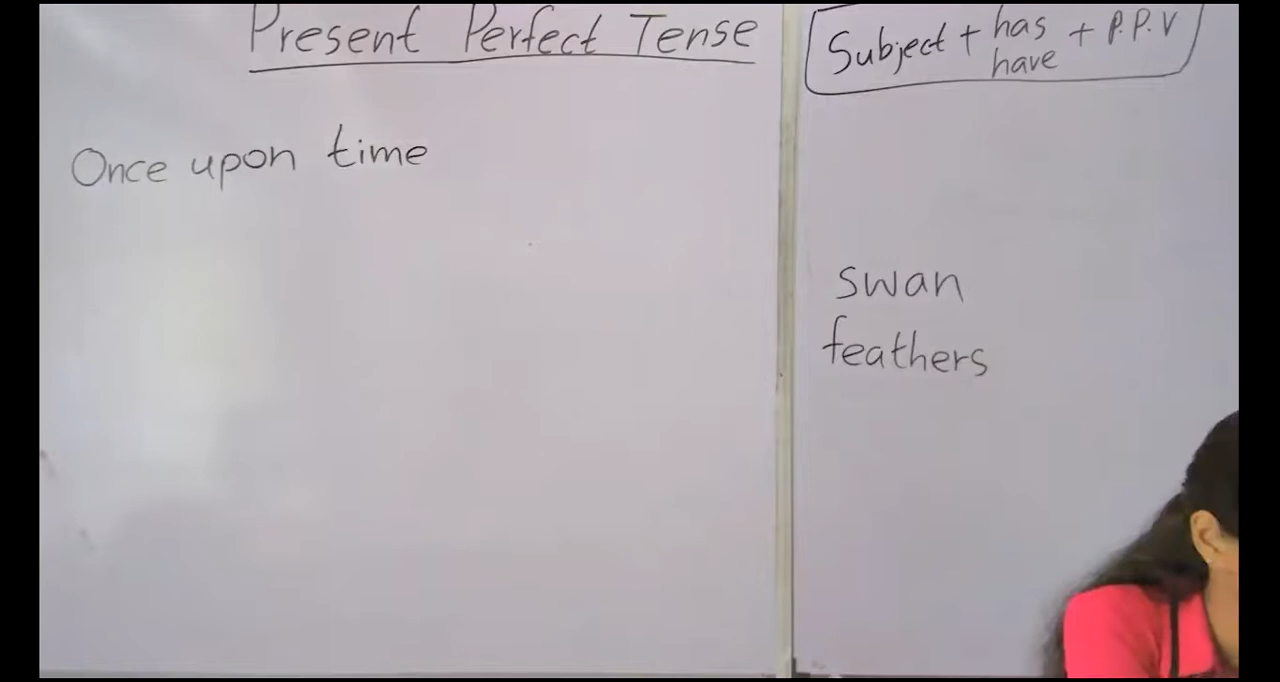 Present Perfect Tense
Subject + has + P.P.V
have
Once upon time
swan
feathers